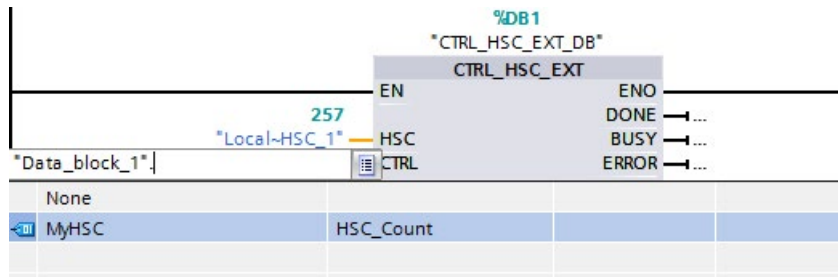 %DB1
"CTRL_HSC_EXT_DB"
CTRL_HSC_EXT
EN ENO
257 DONE ...
"Local~HSC_1" HSC BUSY ...
"Data_block_1". CTRL ERROR ...
None
MyHSC HSC_Count